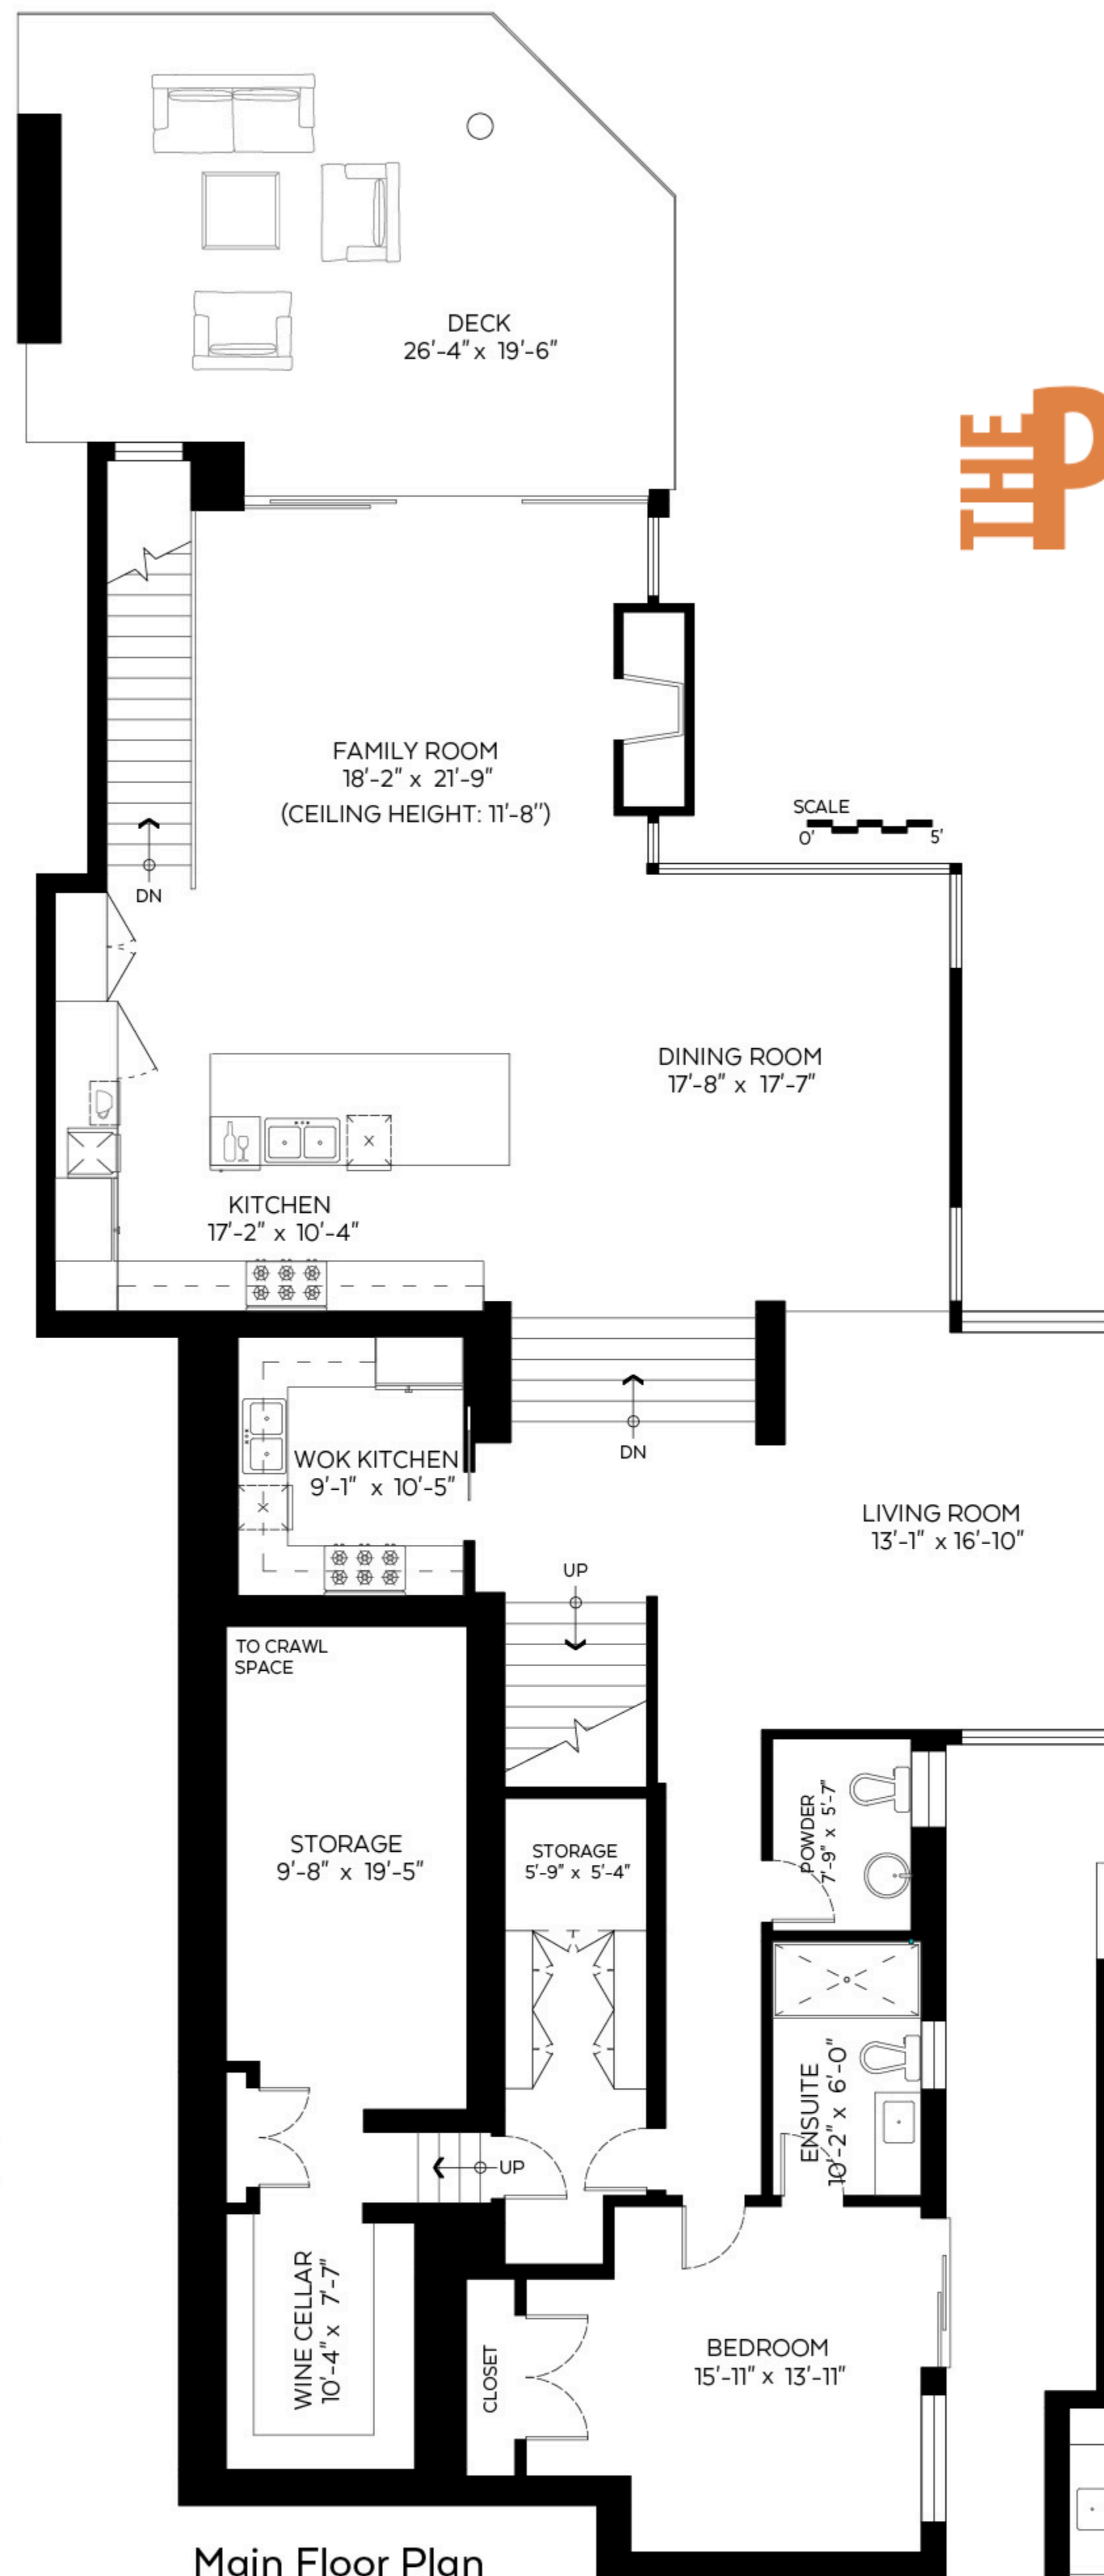 DECK
26'-4" x 19'-6"
THE P
FAMILY ROOM
18'-2" x 21'-9"
(CEILING HEIGHT: 11'-8")
SCALE
0' 5'
DN
DINING ROOM
17'-8" x 17'-7"
KITCHEN
17'-2" x 10'-4"
WOK KITCHEN
9'-1" x 10'-5"
DN
LIVING ROOM
13'-1" x 16'-10"
UP
TO CRAWL
SPACE
STORAGE
9'-8" x 19'-5"
STORAGE
5'-9" x 5'-4"
POWDER
7'-9" x 5'-7"
ENSUITE
10'-2" x 6'-0"
UP
WINE CELLAR
10'-4" x 7'-7"
CLOSET
BEDROOM
15'-11" x 13'-11"
Main Floor Plan